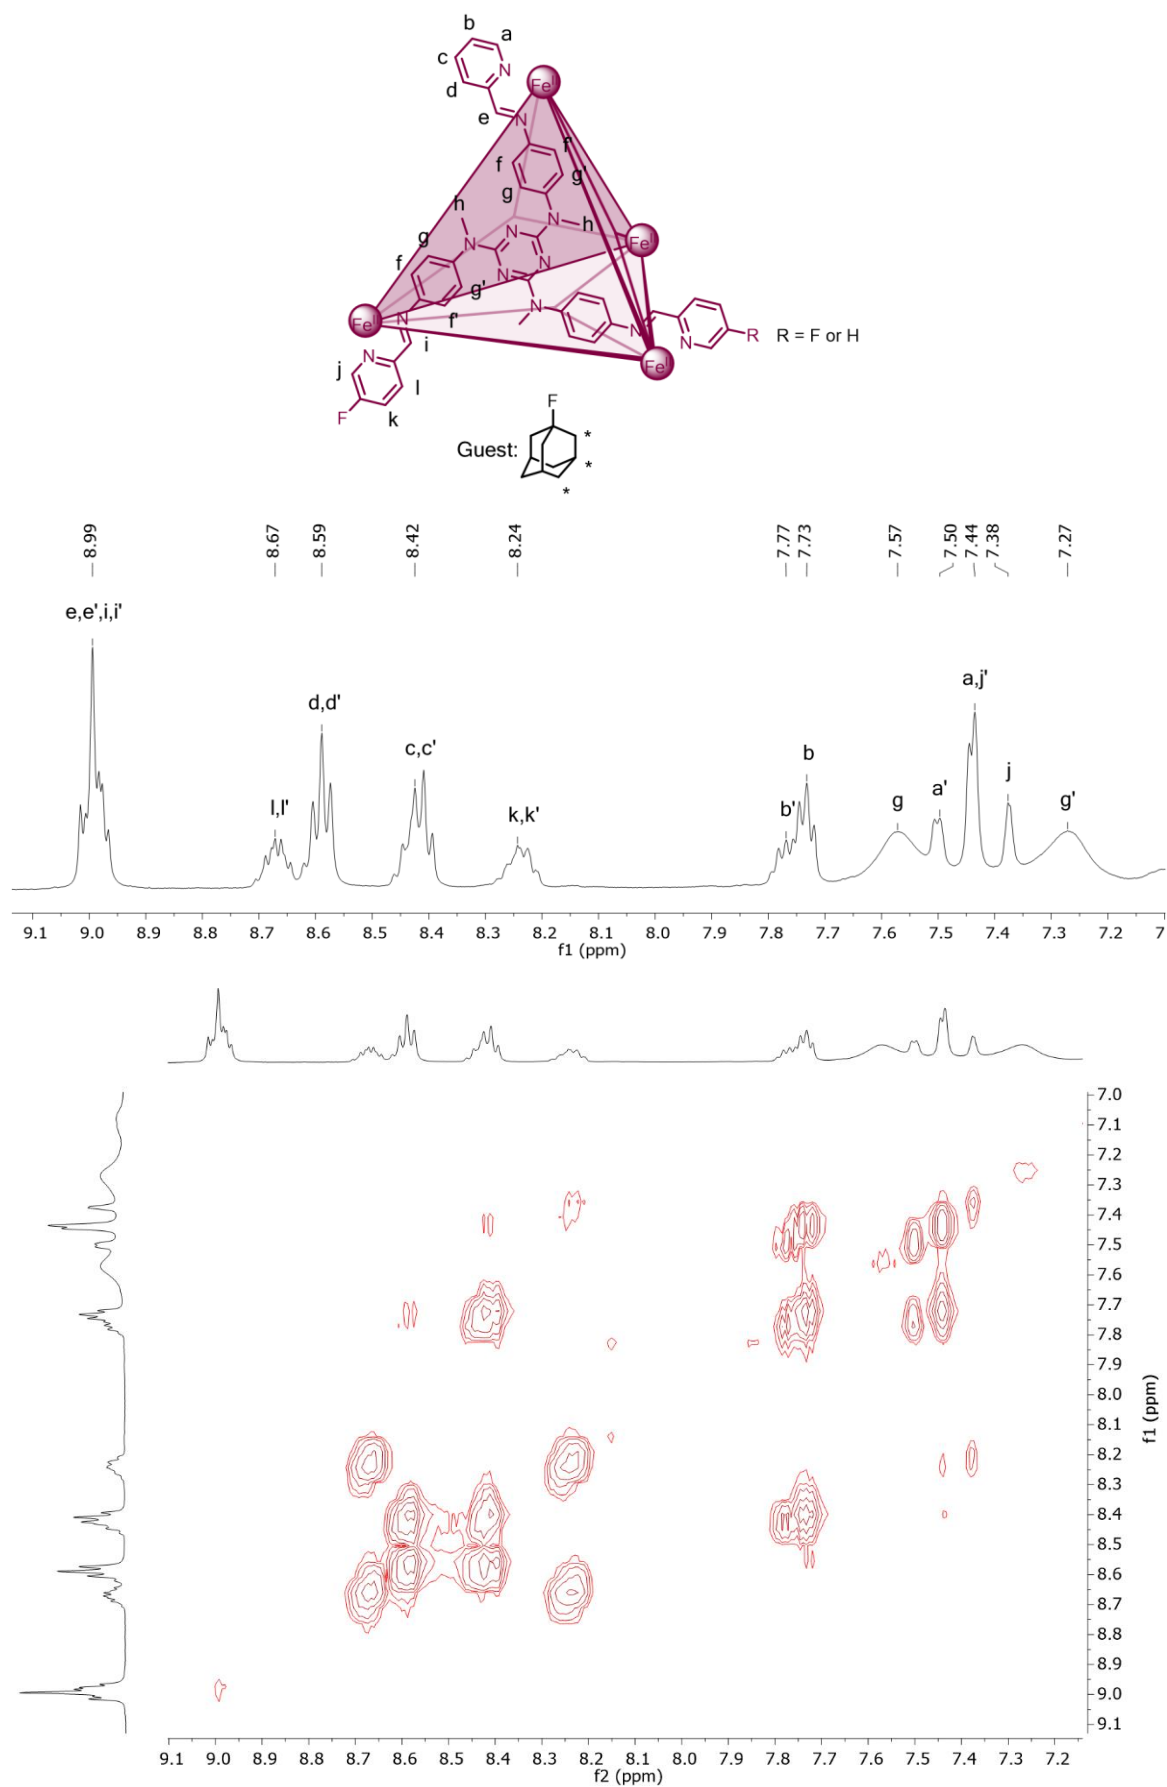 b
a
c
N
d
e
N
Fe^II
f
f'
g'
g
h
N
h
N
N
N
N
N
g
Fe^II
f
g'
N
N
f'
Fe^II
N
N
R
R = F or H
i
Fe^II
j
N
l
F
k
F
Guest:
*
*
*
8.99
8.67
8.59
8.42
8.24
7.77
7.73
7.57
7.50
7.44
7.38
7.27
e,e',i,i'
d,d'
a,j'
c,c'
b
l,l'
k,k'
b'
g
a'
j
g'
9.1 9.0 8.9 8.8 8.7 8.6 8.5 8.4 8.3 8.2 8.1 8.0 7.9 7.8 7.7 7.6 7.5 7.4 7.3 7.2 7
f1 (ppm)
7.0
7.1
7.2
7.3
7.4
7.5
7.6
7.7
7.8
7.9
8.0
8.1
8.2
8.3
8.4
8.5
8.6
8.7
8.8
8.9
9.0
9.1
f1 (ppm)
9.1 9.0 8.9 8.8 8.7 8.6 8.5 8.4 8.3 8.2 8.1 8.0 7.9 7.8 7.7 7.6 7.5 7.4 7.3 7.2
f2 (ppm)